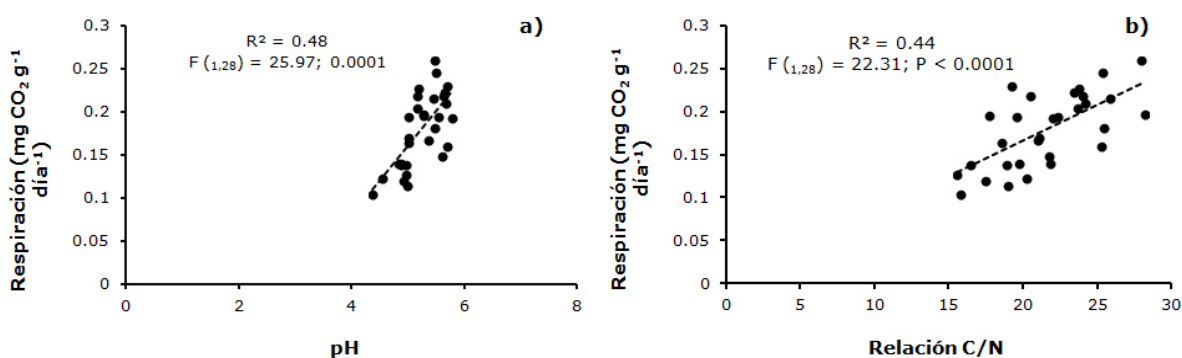 a)
R² = 0.48
F (1,28) = 25.97; 0.0001
Respiración (mg CO2 g-1
día-1)
0.3
0.25
0.2
0.15
0.1
0.05
0
0 2 4 6 8
pH
b)
R² = 0.44
F (1,28) = 22.31; P < 0.0001
Respiración (mg CO2 g-1
día-1)
0.3
0.25
0.2
0.15
0.1
0.05
0
0 5 10 15 20 25 30
Relación C/N